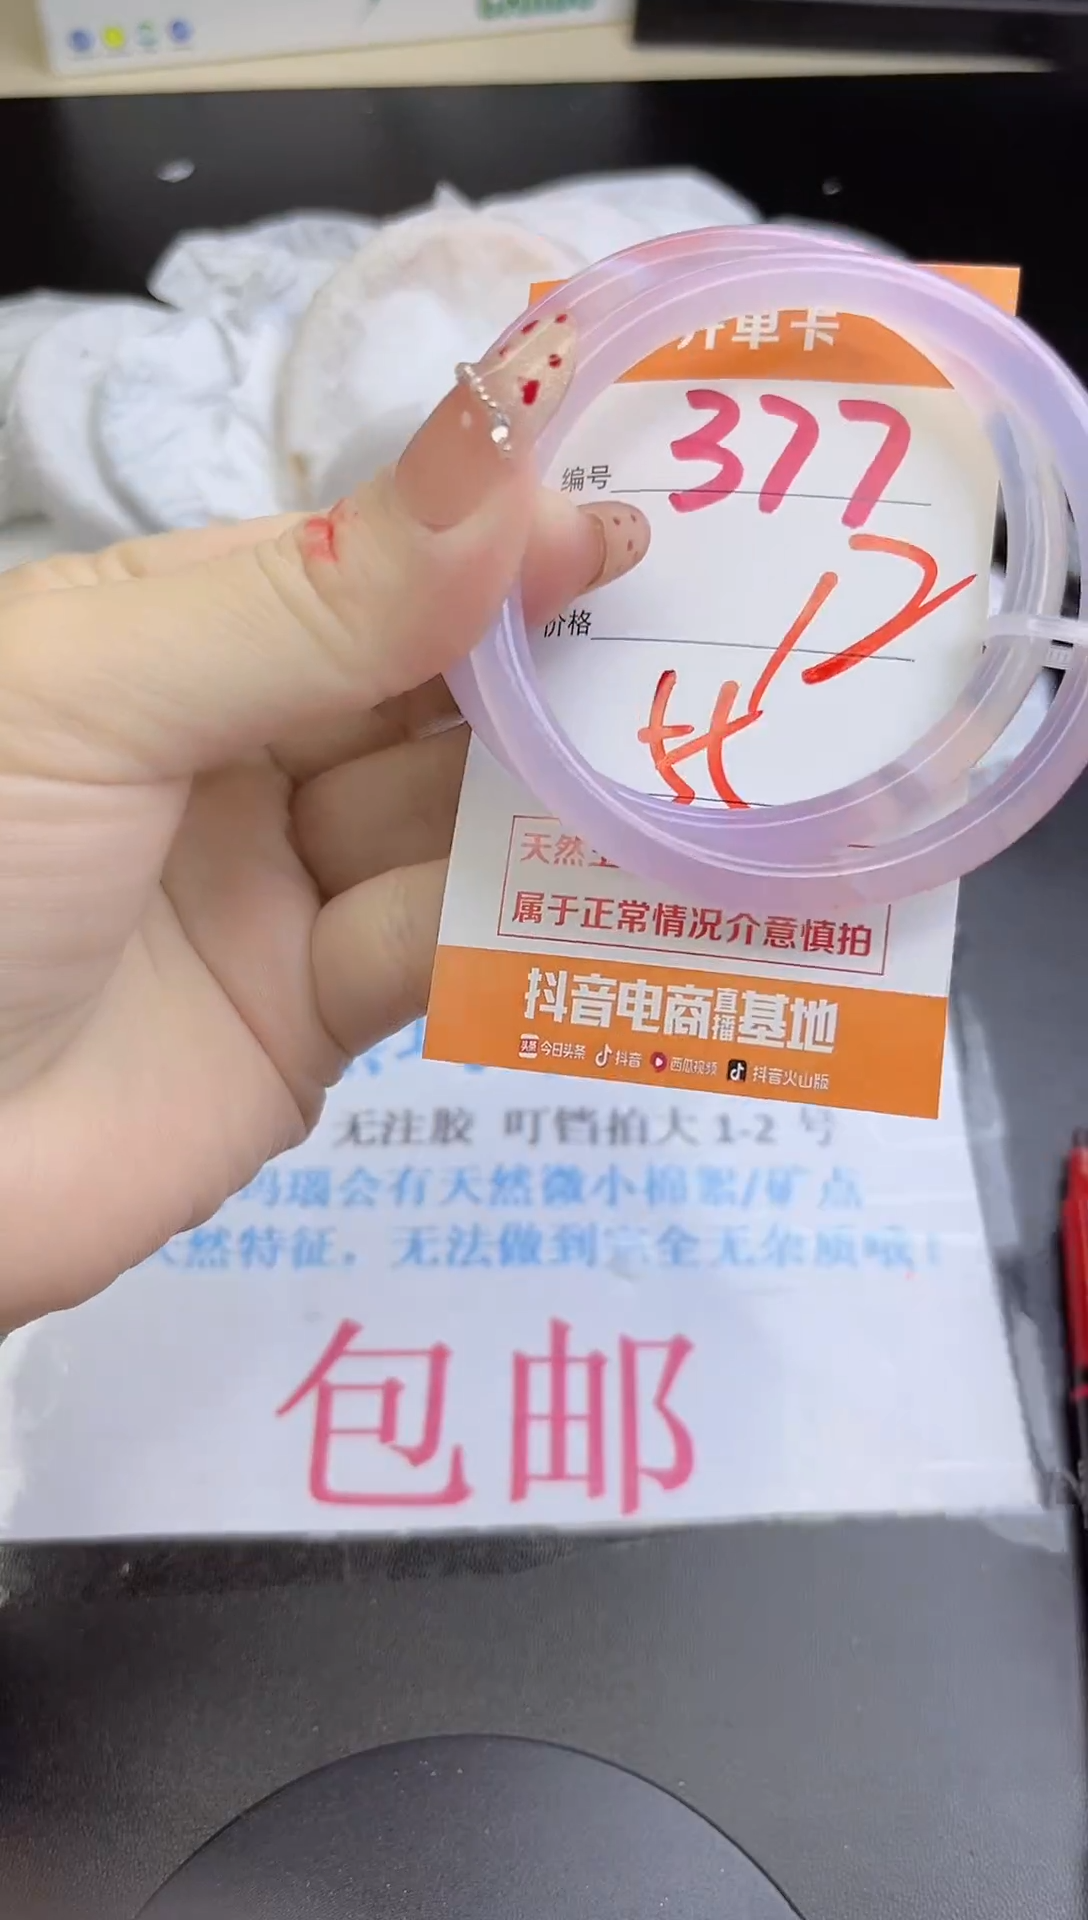 开单卡
编号 377
价格
天然
属于正常情况介意慎拍
抖音电商直播基地
头条 今日头条 抖音 西瓜视频 抖音火山版
无注胶 叮铛拍大 1-2 号
玛瑙会有天然微小棉絮/矿点
天然特征，无法做到完全无杂质哦！
包邮